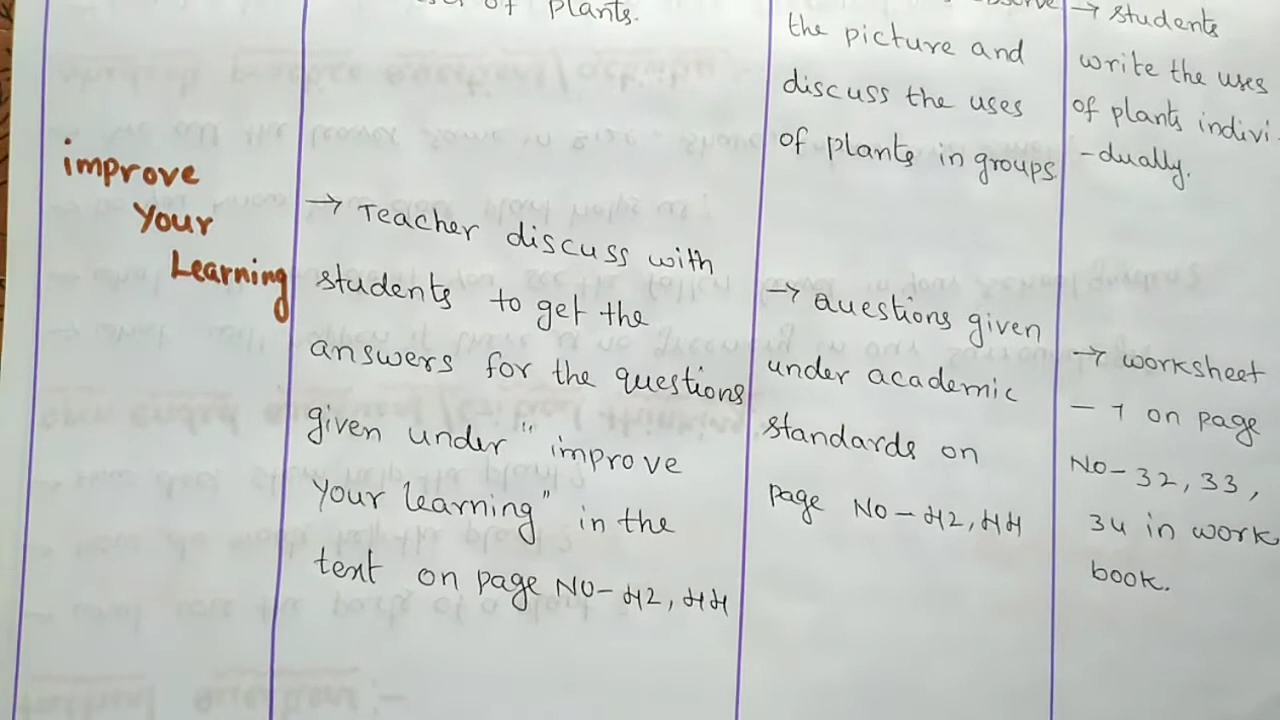 of plants.
the picture and
discuss the uses
of plants in groups
→ students
write the uses
of plants indivi
-dually.
improve
Your
Learning
→ Teacher discuss with
students to get the
answers for the questions
given under "improve
your learning" in the
text on page NO-42, 44
→ Questions given
under academic
standards on
page NO-42, 44
→ worksheet
-7 on page
NO-32, 33,
34 in work
book.